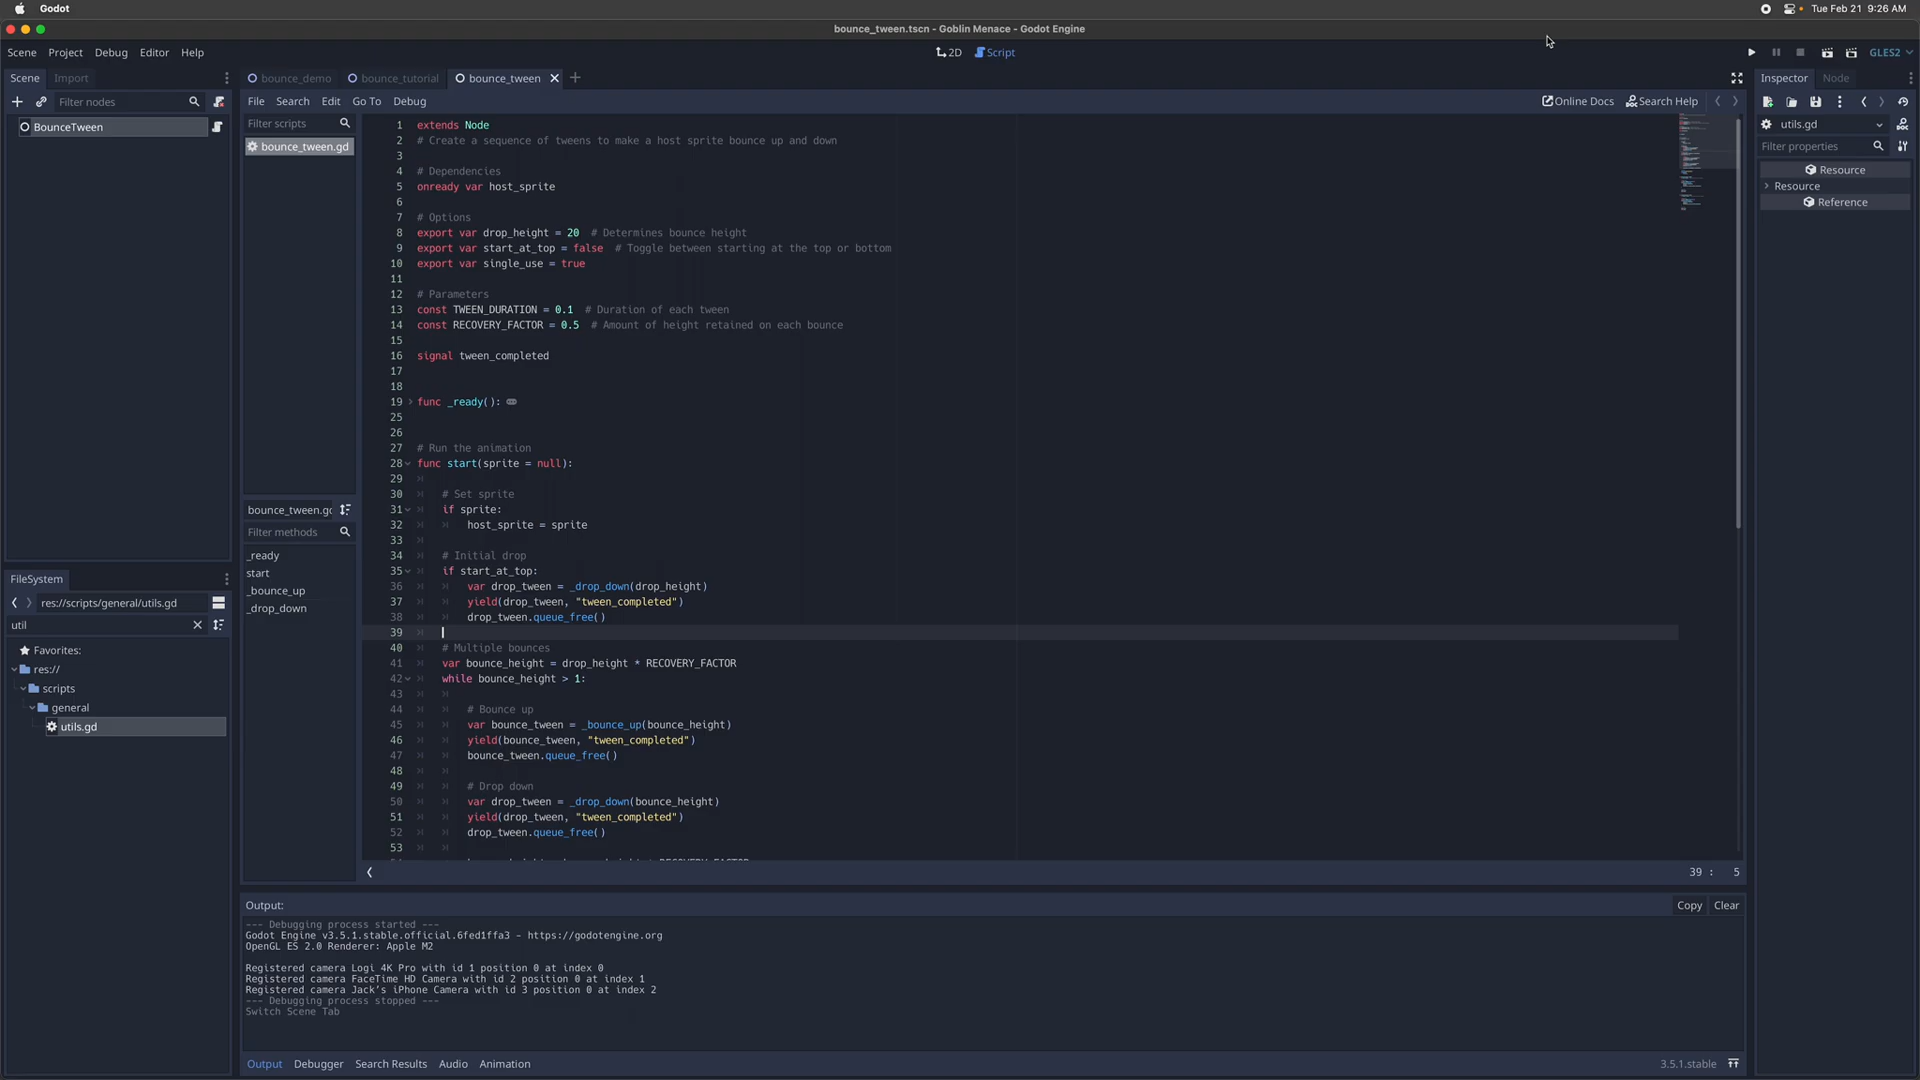 Godot
Tue Feb 21 9:26 AM
bounce_tween.tscn - Goblin Menace - Godot Engine
Scene Project Debug Editor Help
2D Script
GLES2
Scene Import
bounce_demo bounce_tutorial bounce_tween
Inspector Node
Filter nodes
File Search Edit Go To Debug
Online Docs Search Help
BounceTween
Filter scripts
bounce_tween.gd
utils.gd
Filter properties
Resource
Resource
Reference
1 extends Node
2 # Create a sequence of tweens to make a host sprite bounce up and down
3
4 # Dependencies
5 onready var host_sprite
6
7 # Options
8 export var drop_height = 20 # Determines bounce height
9 export var start_at_top = false # Toggle between starting at the top or bottom
10 export var single_use = true
11
12 # Parameters
13 const TWEEN_DURATION = 0.1 # Duration of each tween
14 const RECOVERY_FACTOR = 0.5 # Amount of height retained on each bounce
15
16 signal tween_completed
17
18
19 func _ready():
25
26
27 # Run the animation
28 func start(sprite = null):
29
30 # Set sprite
31 if sprite:
32 host_sprite = sprite
33
34 # Initial drop
35 if start_at_top:
36 var drop_tween = _drop_down(drop_height)
37 yield(drop_tween, "tween_completed")
38 drop_tween.queue_free()
39
40 # Multiple bounces
41 var bounce_height = drop_height * RECOVERY_FACTOR
42 while bounce_height > 1:
43
44 # Bounce up
45 var bounce_tween = _bounce_up(bounce_height)
46 yield(bounce_tween, "tween_completed")
47 bounce_tween.queue_free()
48
49 # Drop down
50 var drop_tween = _drop_down(bounce_height)
51 yield(drop_tween, "tween_completed")
52 drop_tween.queue_free()
53
39 : 5
bounce_tween.gd
Filter methods
_ready
start
_bounce_up
_drop_down
FileSystem
res://scripts/general/utils.gd
util
Favorites:
res://
scripts
general
utils.gd
Output:
Copy Clear
--- Debugging process started ---
Godot Engine v3.5.1.stable.official.6fed1ffa3 - https://godotengine.org
OpenGL ES 2.0 Renderer: Apple M2
Registered camera Logi 4K Pro with id 1 position 0 at index 0
Registered camera FaceTime HD Camera with id 2 position 0 at index 1
Registered camera Jack's iPhone Camera with id 3 position 0 at index 2
--- Debugging process stopped ---
Switch Scene Tab
Output Debugger Search Results Audio Animation
3.5.1.stable